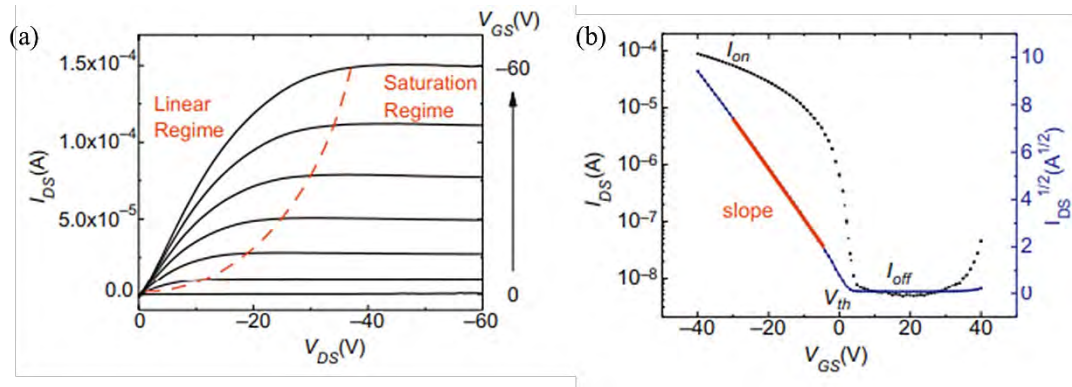 (a)
V_GS(V)
1.5x10⁻⁴
−60
Linear
Regime
Saturation
Regime
1.0x10⁻⁴
I_DS(A)
5.0x10⁻⁵
0.0
0
0
−20
−40
−60
V_DS(V)
(b)
10⁻⁴
I_on
10
10⁻⁵
8
I_DS(A)
10⁻⁶
6
I_DS^1/2(A^1/2)
slope
4
10⁻⁷
2
I_off
10⁻⁸
V_th
0
−40
−20
0
20
40
V_GS(V)